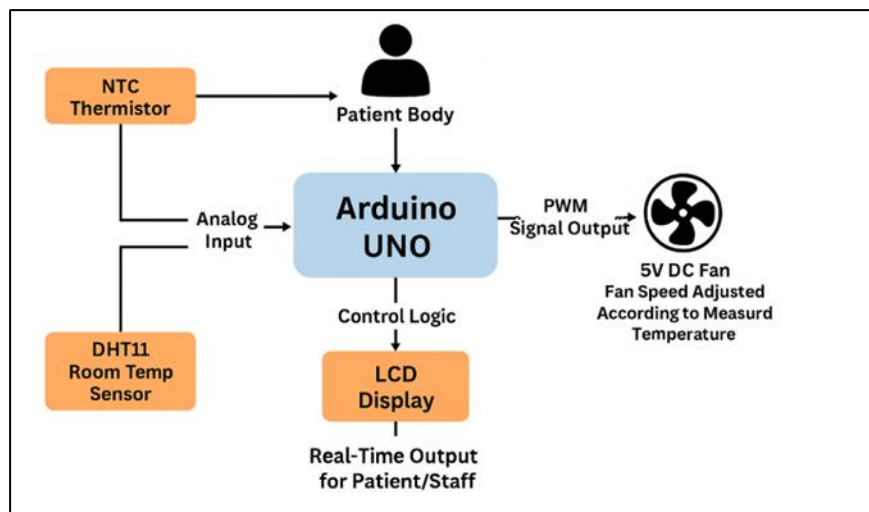 NTC
Thermistor
Patient Body
Analog
Input
Arduino
UNO
PWM
Signal Output
5V DC Fan
Fan Speed Adjusted
According to Measurd
Temperature
Control Logic
DHT11
Room Temp
Sensor
LCD
Display
Real-Time Output
for Patient/Staff